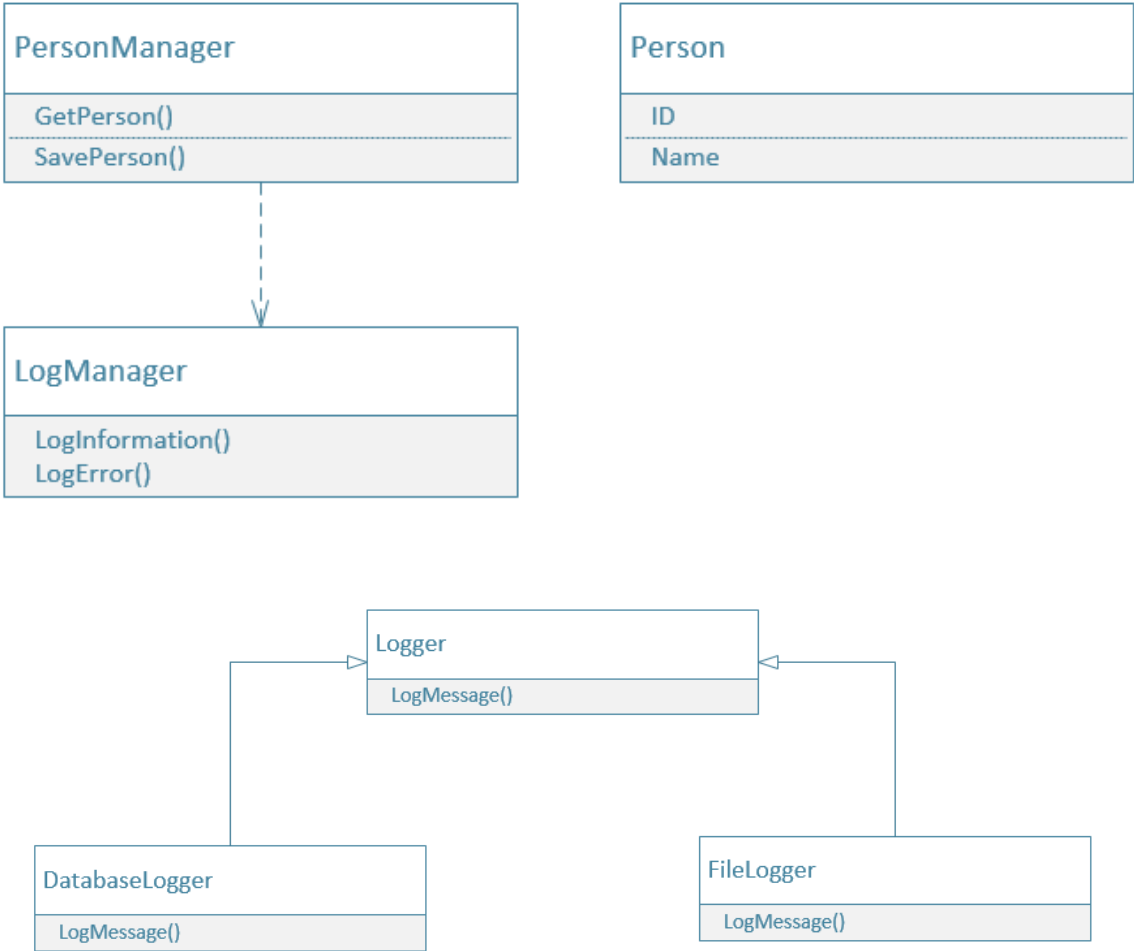 PersonManager
GetPerson()
SavePerson()
Person
ID
Name
LogManager
LogInformation()
LogError()
Logger
LogMessage()
DatabaseLogger
LogMessage()
FileLogger
LogMessage()